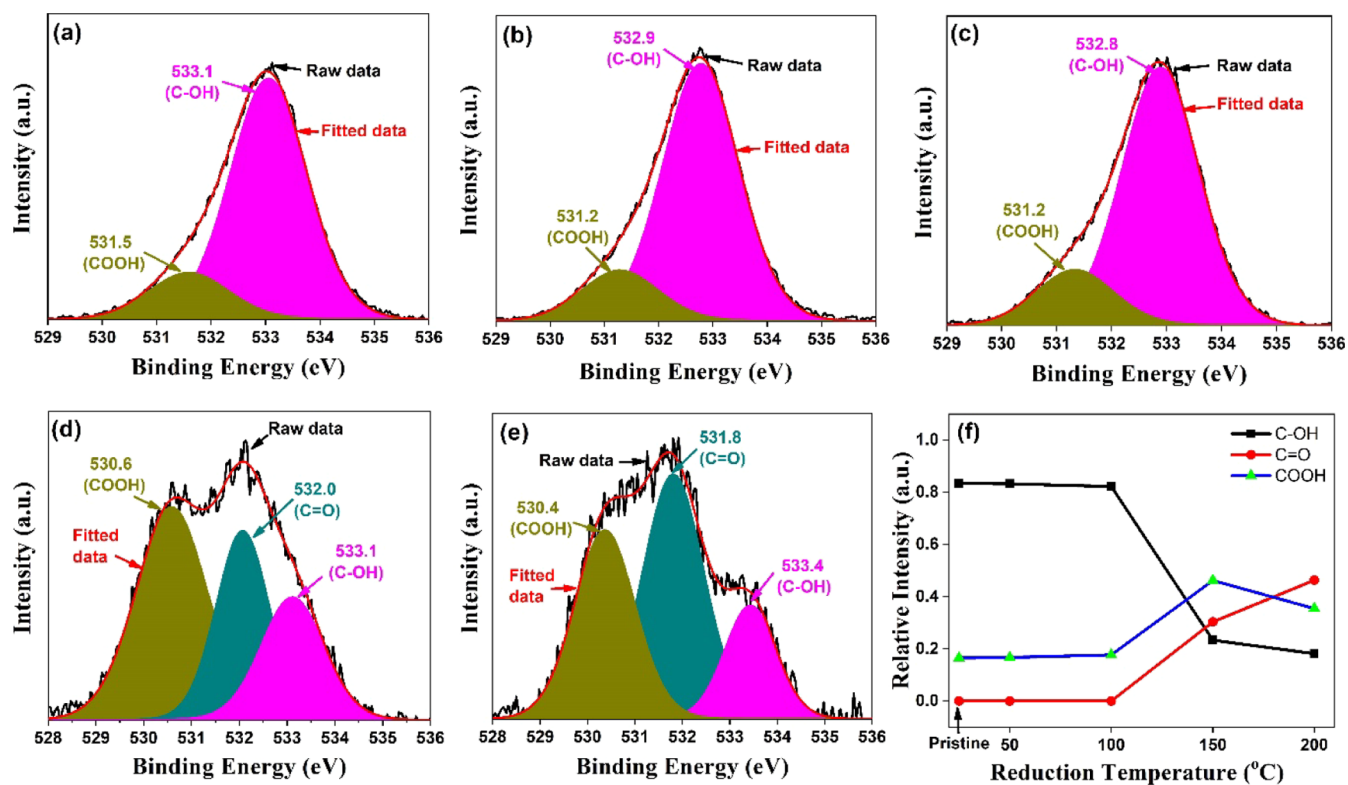 (a)
533.1
(C-OH)
Raw data
Fitted data
531.5
(COOH)
Intensity (a.u.)
529 530 531 532 533 534 535 536
Binding Energy (eV)
(b)
532.9
(C-OH)
Raw data
Fitted data
531.2
(COOH)
Intensity (a.u.)
529 530 531 532 533 534 535 536
Binding Energy (eV)
(c)
532.8
(C-OH)
Raw data
Fitted data
531.2
(COOH)
Intensity (a.u.)
529 530 531 532 533 534 535 536
Binding Energy (eV)
(d)
Raw data
530.6
(COOH)
532.0
(C=O)
Fitted
data
533.1
(C-OH)
Intensity (a.u.)
528 529 530 531 532 533 534 535 536
Binding Energy (eV)
(e)
531.8
(C=O)
Raw data
530.4
(COOH)
Fitted
data
533.4
(C-OH)
Intensity (a.u.)
528 529 530 531 532 533 534 535 536
Binding Energy (eV)
(f)
C-OH
C=O
COOH
1.0
0.8
0.6
0.4
0.2
0.0
Relative Intensity (a.u.)
Pristine 50 100 150 200
Reduction Temperature (°C)